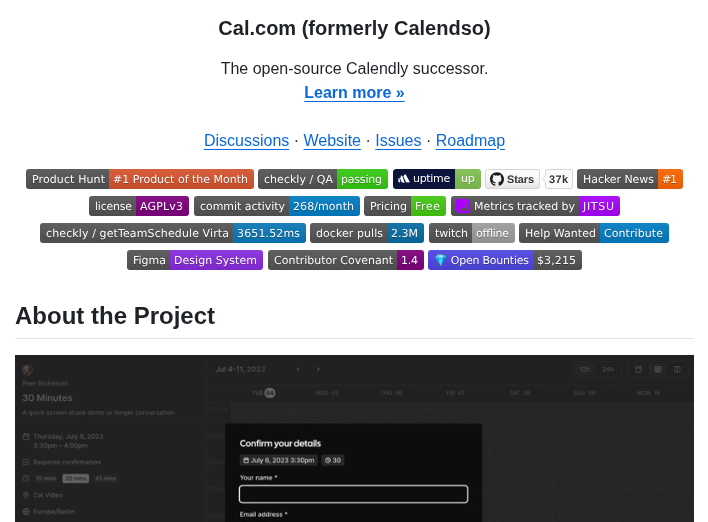 Cal.com (formerly Calendso)
The open-source Calendly successor.
Learn more »
Discussions · Website · Issues · Roadmap
Product Hunt #1 Product of the Month checkly / QA passing uptime up Stars 37k Hacker News #1
license AGPLv3 commit activity 268/month Pricing Free Metrics tracked by JITSU
checkly / getTeamSchedule Virta 3651.52ms docker pulls 2.3M twitch offline Help Wanted Contribute
Figma Design System Contributor Covenant 1.4 Open Bounties $3,215
About the Project
Peer Richelsen
30 Minutes
A quick screen share demo or longer conversation
Thursday, July 6, 2023
3:30pm – 4:00pm
Requires confirmation
15 mins 30 mins 45 mins
Cal Video
Europe/Berlin
Jul 4-11, 2023 12h 24h
TUE 04 WED 05 THU 06 FRI 07 SAT 08 SUN 09 MON 10
Confirm your details
July 6, 2023 3:30pm 30
Your name *
Email address *